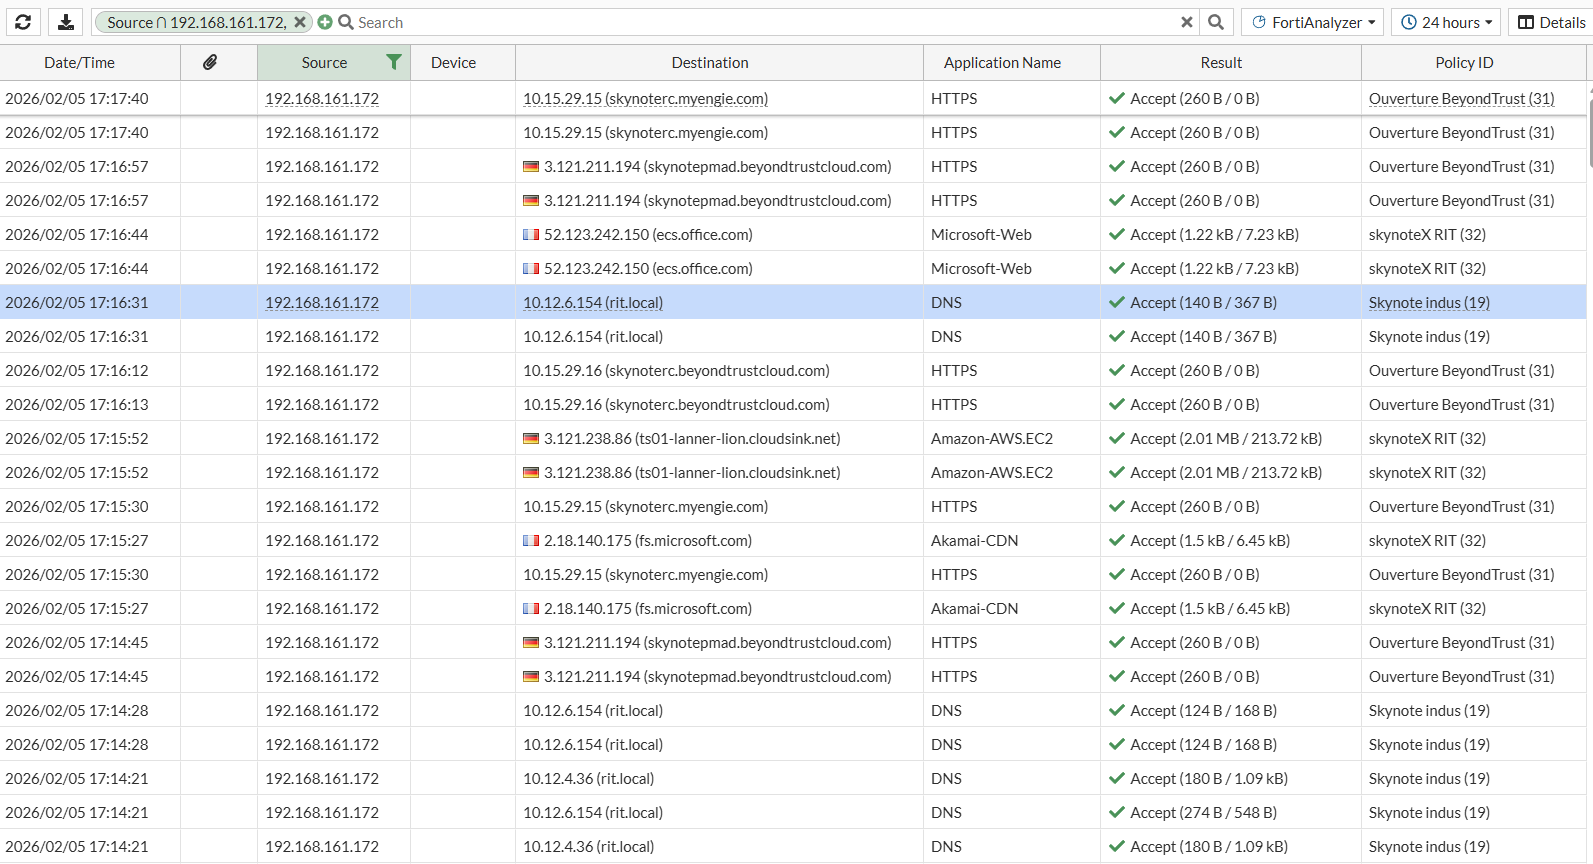 Source ∩ 192.168.161.172, Search FortiAnalyzer 24 hours Details
Date/Time Source Device Destination Application Name Result Policy ID
2026/02/05 17:17:40 192.168.161.172 10.15.29.15 (skynoterc.myengie.com) HTTPS Accept (260 B / 0 B) Ouverture BeyondTrust (31)
2026/02/05 17:17:40 192.168.161.172 10.15.29.15 (skynoterc.myengie.com) HTTPS Accept (260 B / 0 B) Ouverture BeyondTrust (31)
2026/02/05 17:16:57 192.168.161.172 3.121.211.194 (skynotepmad.beyondtrustcloud.com) HTTPS Accept (260 B / 0 B) Ouverture BeyondTrust (31)
2026/02/05 17:16:57 192.168.161.172 3.121.211.194 (skynotepmad.beyondtrustcloud.com) HTTPS Accept (260 B / 0 B) Ouverture BeyondTrust (31)
2026/02/05 17:16:44 192.168.161.172 52.123.242.150 (ecs.office.com) Microsoft-Web Accept (1.22 kB / 7.23 kB) skynoteX RIT (32)
2026/02/05 17:16:44 192.168.161.172 52.123.242.150 (ecs.office.com) Microsoft-Web Accept (1.22 kB / 7.23 kB) skynoteX RIT (32)
2026/02/05 17:16:31 192.168.161.172 10.12.6.154 (rit.local) DNS Accept (140 B / 367 B) Skynote indus (19)
2026/02/05 17:16:31 192.168.161.172 10.12.6.154 (rit.local) DNS Accept (140 B / 367 B) Skynote indus (19)
2026/02/05 17:16:12 192.168.161.172 10.15.29.16 (skynoterc.beyondtrustcloud.com) HTTPS Accept (260 B / 0 B) Ouverture BeyondTrust (31)
2026/02/05 17:16:13 192.168.161.172 10.15.29.16 (skynoterc.beyondtrustcloud.com) HTTPS Accept (260 B / 0 B) Ouverture BeyondTrust (31)
2026/02/05 17:15:52 192.168.161.172 3.121.238.86 (ts01-lanner-lion.cloudsink.net) Amazon-AWS.EC2 Accept (2.01 MB / 213.72 kB) skynoteX RIT (32)
2026/02/05 17:15:52 192.168.161.172 3.121.238.86 (ts01-lanner-lion.cloudsink.net) Amazon-AWS.EC2 Accept (2.01 MB / 213.72 kB) skynoteX RIT (32)
2026/02/05 17:15:30 192.168.161.172 10.15.29.15 (skynoterc.myengie.com) HTTPS Accept (260 B / 0 B) Ouverture BeyondTrust (31)
2026/02/05 17:15:27 192.168.161.172 2.18.140.175 (fs.microsoft.com) Akamai-CDN Accept (1.5 kB / 6.45 kB) skynoteX RIT (32)
2026/02/05 17:15:30 192.168.161.172 10.15.29.15 (skynoterc.myengie.com) HTTPS Accept (260 B / 0 B) Ouverture BeyondTrust (31)
2026/02/05 17:15:27 192.168.161.172 2.18.140.175 (fs.microsoft.com) Akamai-CDN Accept (1.5 kB / 6.45 kB) skynoteX RIT (32)
2026/02/05 17:14:45 192.168.161.172 3.121.211.194 (skynotepmad.beyondtrustcloud.com) HTTPS Accept (260 B / 0 B) Ouverture BeyondTrust (31)
2026/02/05 17:14:45 192.168.161.172 3.121.211.194 (skynotepmad.beyondtrustcloud.com) HTTPS Accept (260 B / 0 B) Ouverture BeyondTrust (31)
2026/02/05 17:14:28 192.168.161.172 10.12.6.154 (rit.local) DNS Accept (124 B / 168 B) Skynote indus (19)
2026/02/05 17:14:28 192.168.161.172 10.12.6.154 (rit.local) DNS Accept (124 B / 168 B) Skynote indus (19)
2026/02/05 17:14:21 192.168.161.172 10.12.4.36 (rit.local) DNS Accept (180 B / 1.09 kB) Skynote indus (19)
2026/02/05 17:14:21 192.168.161.172 10.12.6.154 (rit.local) DNS Accept (274 B / 548 B) Skynote indus (19)
2026/02/05 17:14:21 192.168.161.172 10.12.4.36 (rit.local) DNS Accept (180 B / 1.09 kB) Skynote indus (19)